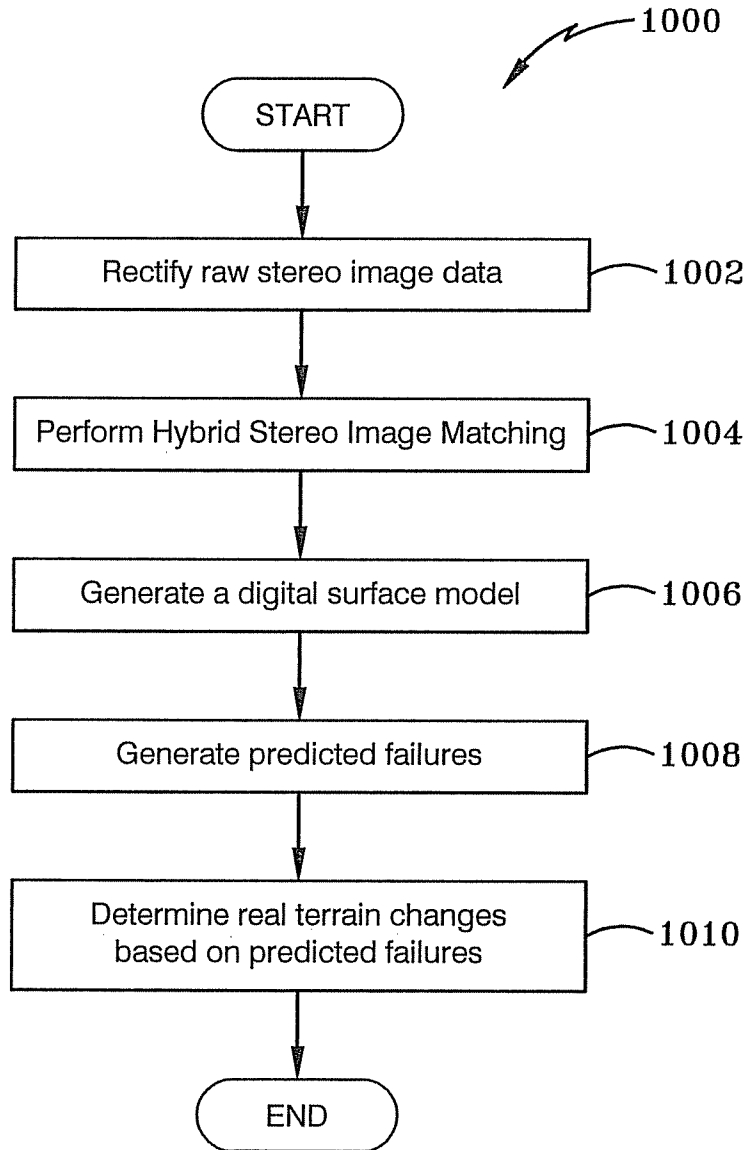 1000
START
Rectify raw stereo image data
1002
Perform Hybrid Stereo Image Matching
1004
Generate a digital surface model
1006
Generate predicted failures
1008
Determine real terrain changes
based on predicted failures
1010
END